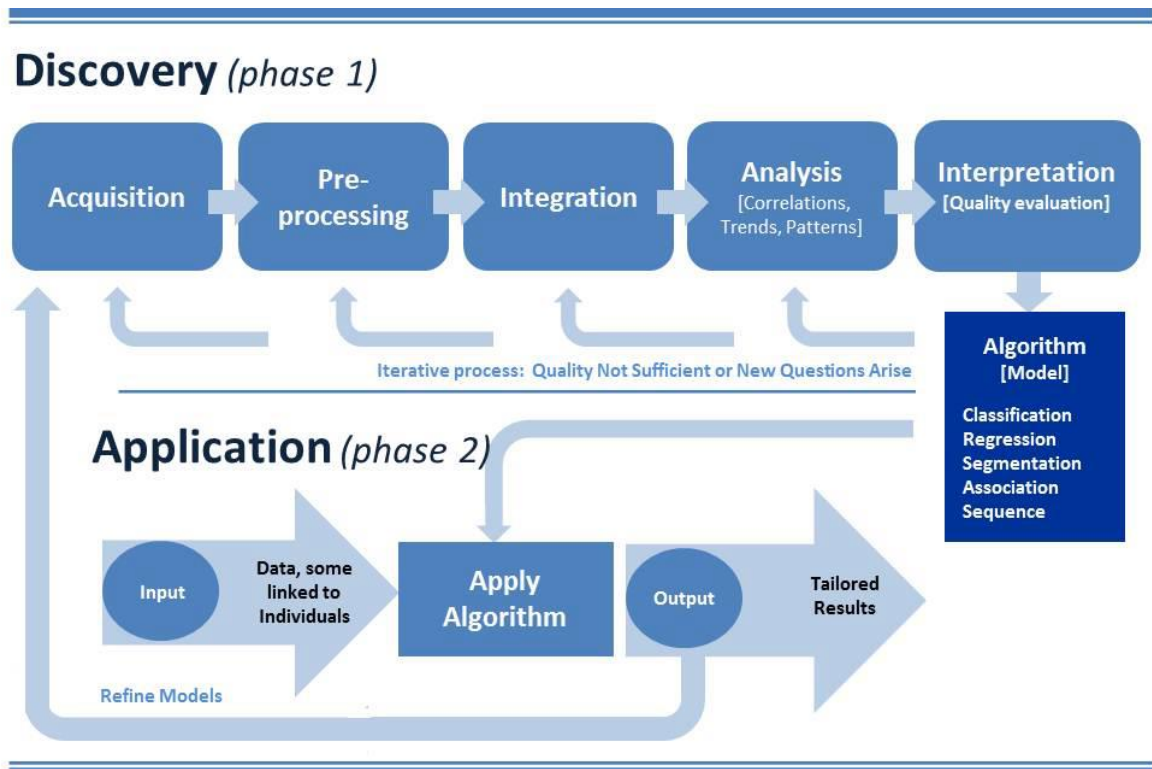 Discovery (phase 1)
Acquisition
Pre-
processing
Integration
Analysis
[Correlations,
Trends, Patterns]
Interpretation
[Quality evaluation]
Iterative process:  Quality Not Sufficient or New Questions Arise
Algorithm
[Model]
Classification
Regression
Segmentation
Association
Sequence
Application (phase 2)
Input
Data, some
linked to
Individuals
Apply
Algorithm
Output
Tailored
Results
Refine Models